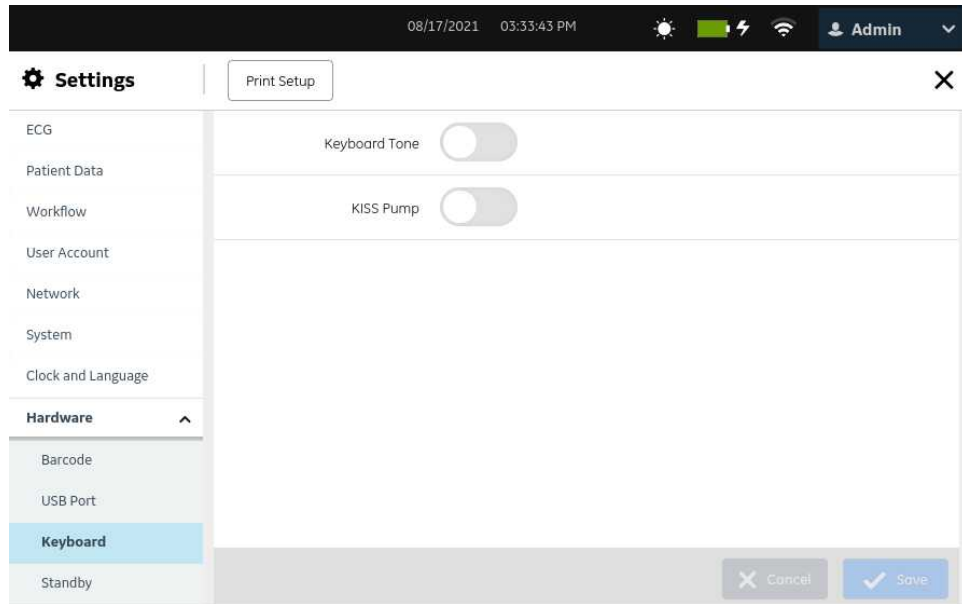 08/17/2021 03:33:43 PM Admin
Settings Print Setup
ECG
Patient Data
Workflow
User Account
Network
System
Clock and Language
Hardware
Barcode
USB Port
Keyboard
Standby
Keyboard Tone
KISS Pump
Cancel Save